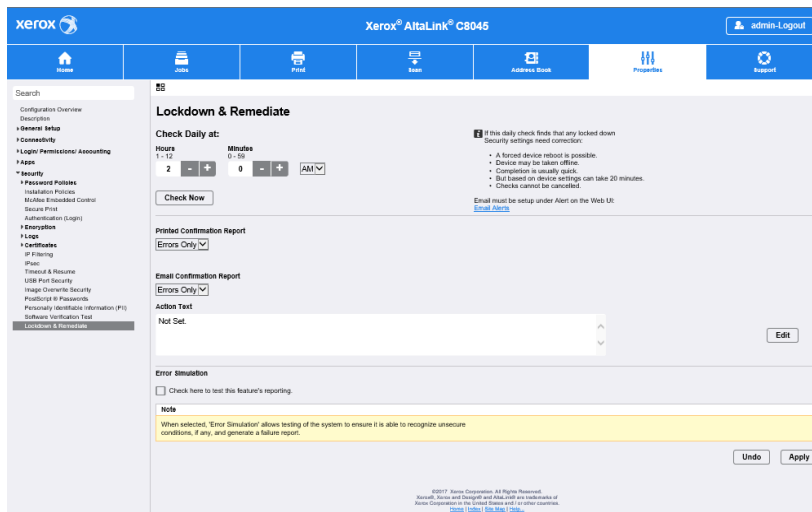 xerox
Xerox® AltaLink® C8045
admin-Logout
Home
Jobs
Print
Scan
Address Book
Properties
Support
Search
Configuration Overview
Description
General Setup
Connectivity
Login/ Permissions/ Accounting
Apps
Security
Password Policies
Installation Policies
McAfee Embedded Control
Secure Print
Authentication (Login)
Encryption
Logs
Certificates
IP Filtering
IPsec
Timeout & Resume
USB Port Security
Image Overwrite Security
PostScript ® Passwords
Personally Identifiable Information (PII)
Software Verification Test
Lockdown & Remediate
Lockdown & Remediate
Check Daily at:
Hours
1 - 12
2 - +
Minutes
0 - 59
0 - +
AM
Check Now
If this daily check finds that any locked down
Security settings need correction:
• A forced device reboot is possible.
• Device may be taken offline.
• Completion is usually quick.
• But based on device settings can take 20 minutes.
• Checks cannot be cancelled.
Email must be setup under Alert on the Web UI:
Email Alerts
Printed Confirmation Report
Errors Only
Email Confirmation Report
Errors Only
Action Text
Not Set.
Edit
Error Simulation
Check here to test this feature's reporting.
Note
When selected, 'Error Simulation' allows testing of the system to ensure it is able to recognize unsecure
conditions, if any, and generate a failure report.
Undo
Apply
©2017 Xerox Corporation. All Rights Reserved.
Xerox®, Xerox and Design® and AltaLink® are trademarks of
Xerox Corporation in the United States and / or other countries.
Home | Index | Site Map | Help...